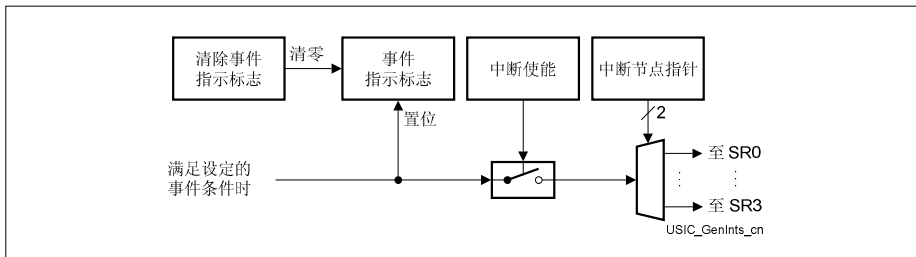 清除事件
指示标志
清零
事件
指示标志
中断使能
中断节点指针
置位
2
满足设定的
事件条件时
至 SR0
至 SR3
USIC_GenInts_cn